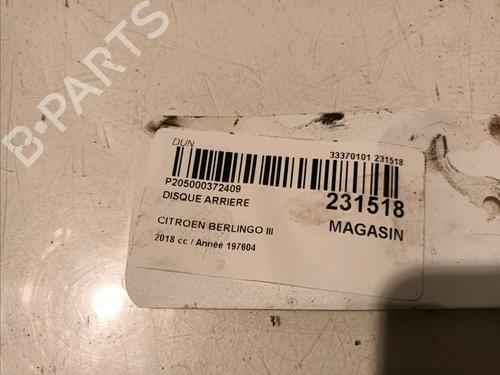 B-PARTS
DUN
33370101 231518
P205000372409
DISQUE ARRIERE
231518
MAGASIN
CITROEN BERLINGO III
2018 cc / Année 197604